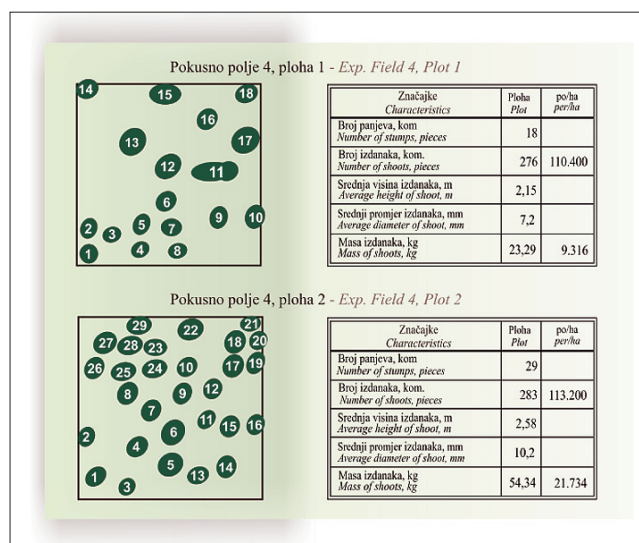 Pokusno polje 4, ploha 1 - Exp. Field 4, Plot 1
14 15 18
16
13 17
12 11
6
9 10
2 3 5 7
1 4 8
Značajke Ploha po/ha
Characteristics Plot per/ha
Broj panjeva, kom 18
Number of stumps, pieces
Broj izdanaka, kom. 276 110.400
Number of shoots, pieces
Srednja visina izdanaka, m 2,15
Average height of shoot, m
Srednji promjer izdanaka, mm 7,2
Average diameter of shoot, mm
Masa izdanaka, kg 23,29 9.316
Mass of shoots, kg
Pokusno polje 4, ploha 2 - Exp. Field 4, Plot 2
29 22 21
27 28 23 18 20
26 25 24 10 17 19
8 9 12
7 11
2 4 6 15 16
1 5 13 14
3
Značajke Ploha po/ha
Characteristics Plot per/ha
Broj panjeva, kom 29
Number of stumps, pieces
Broj izdanaka, kom. 283 113.200
Number of shoots, pieces
Srednja visina izdanaka, m 2,58
Average height of shoot, m
Srednji promjer izdanaka, mm 10,2
Average diameter of shoot, mm
Masa izdanaka, kg 54,34 21.734
Mass of shoots, kg